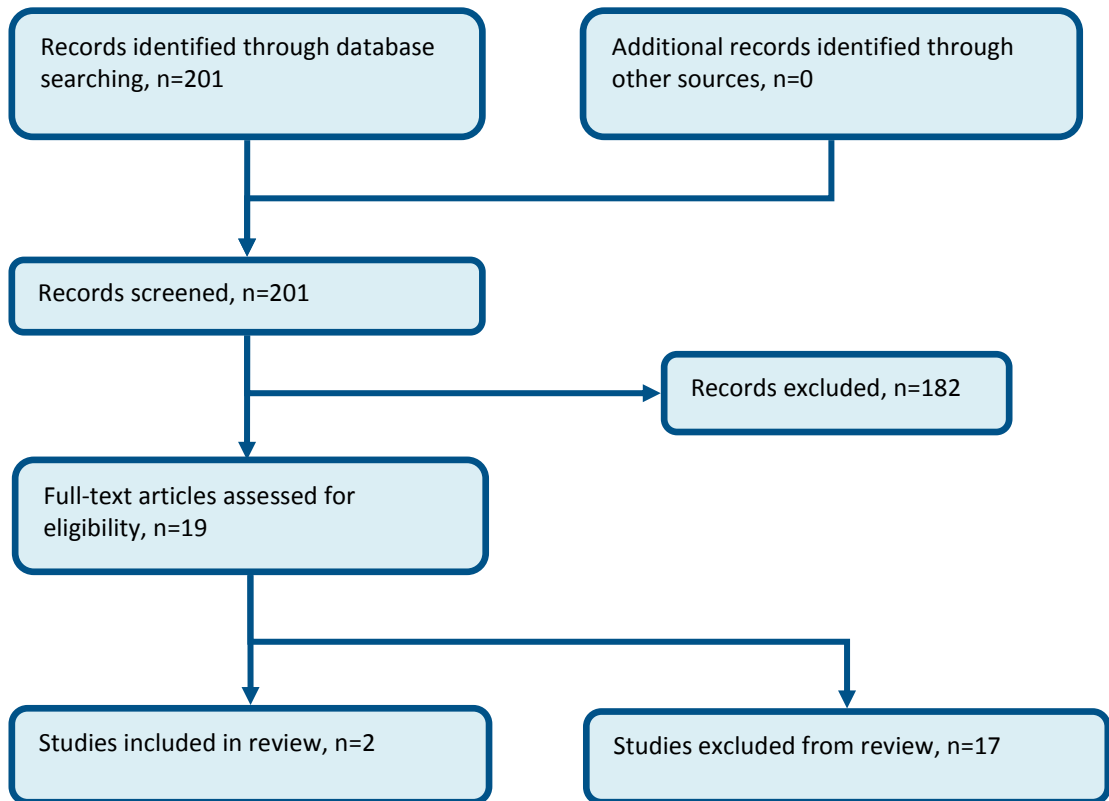 Records identified through database
searching, n=201
Additional records identified through
other sources, n=0
Records screened, n=201
Records excluded, n=182
Full-text articles assessed for
eligibility, n=19
Studies included in review, n=2
Studies excluded from review, n=17